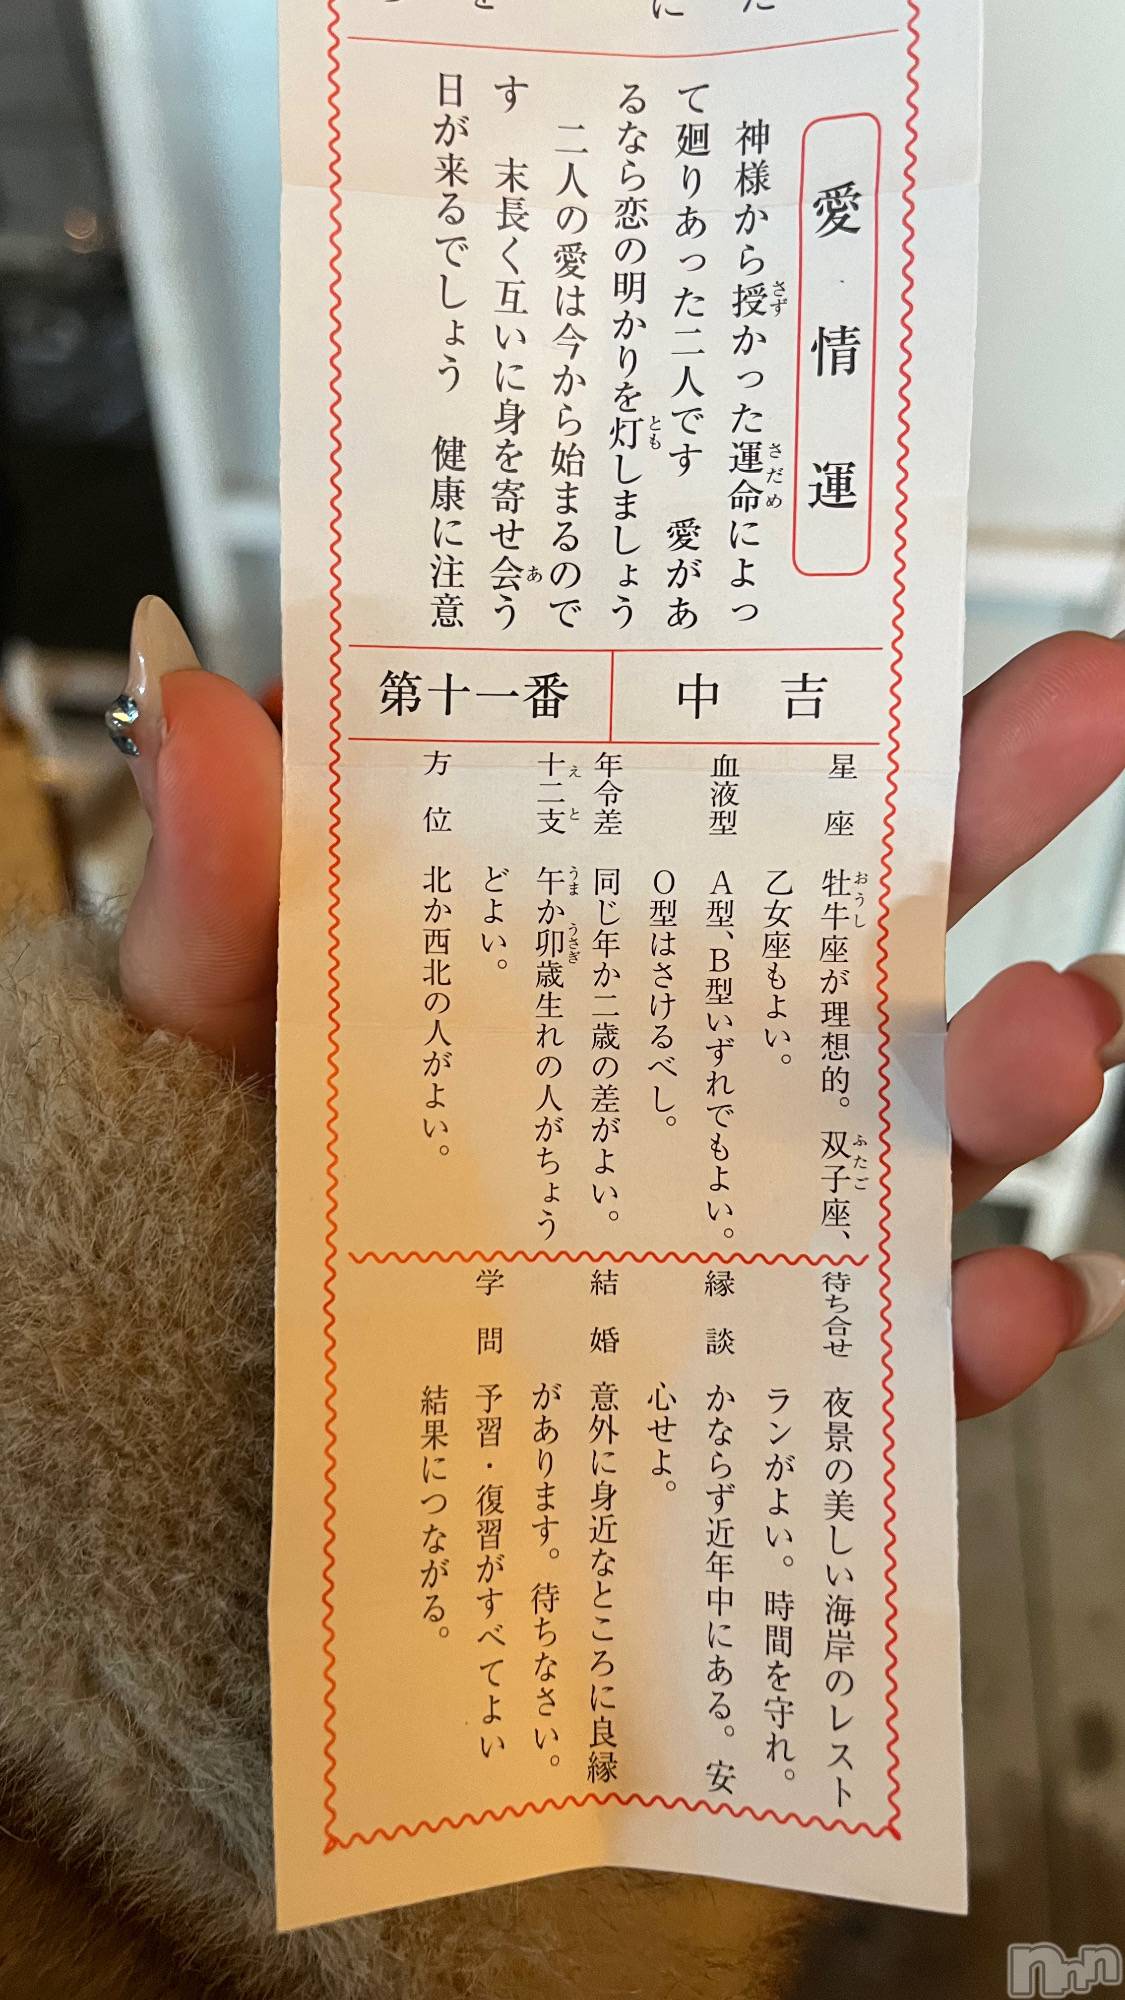 愛情運
神様から授かった運命によっ
て廻りあった二人です　愛があ
るなら恋の明かりを灯しましょう
二人の愛は今から始まるので
す　末長く互いに身を寄せ会う
日が来るでしょう　健康に注意
中吉
第十一番
星座　牡牛座が理想的。双子座、
乙女座もよい。
血液型　A型、B型いずれでもよい。
O型はさけるべし。
年令差　同じ年か二歳の差がよい。
十二支　午か卯歳生れの人がちょう
どよい。
方位　北か西北の人がよい。
待ち合せ　夜景の美しい海岸のレスト
ランがよい。時間を守れ。
縁談　かならず近年中にある。安
心せよ。
結婚　意外に身近なところに良縁
があります。待ちなさい。
学問　予習・復習がすべてよい
結果につながる。
nnn